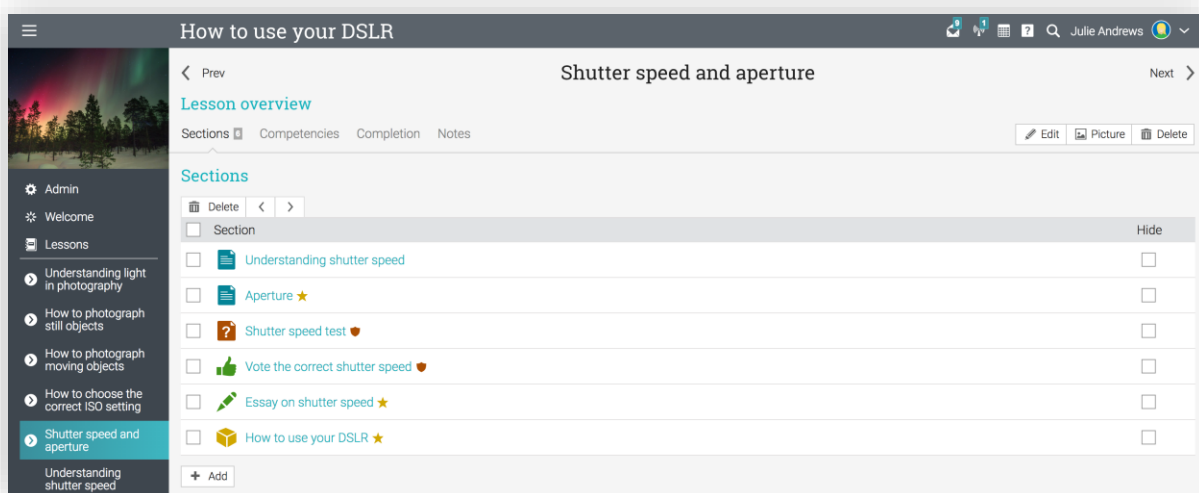 How to use your DSLR
9
1
?
Julie Andrews
Prev
Shutter speed and aperture
Next
Lesson overview
Sections 6
Competencies
Completion
Notes
Edit
Picture
Delete
Sections
Admin
Delete
Welcome
Section
Hide
Lessons
Understanding shutter speed
Understanding light
in photography
Aperture
How to photograph
still objects
?
Shutter speed test
How to photograph
moving objects
Vote the correct shutter speed
How to choose the
correct ISO setting
Essay on shutter speed
Shutter speed and
aperture
How to use your DSLR
Understanding
shutter speed
+ Add